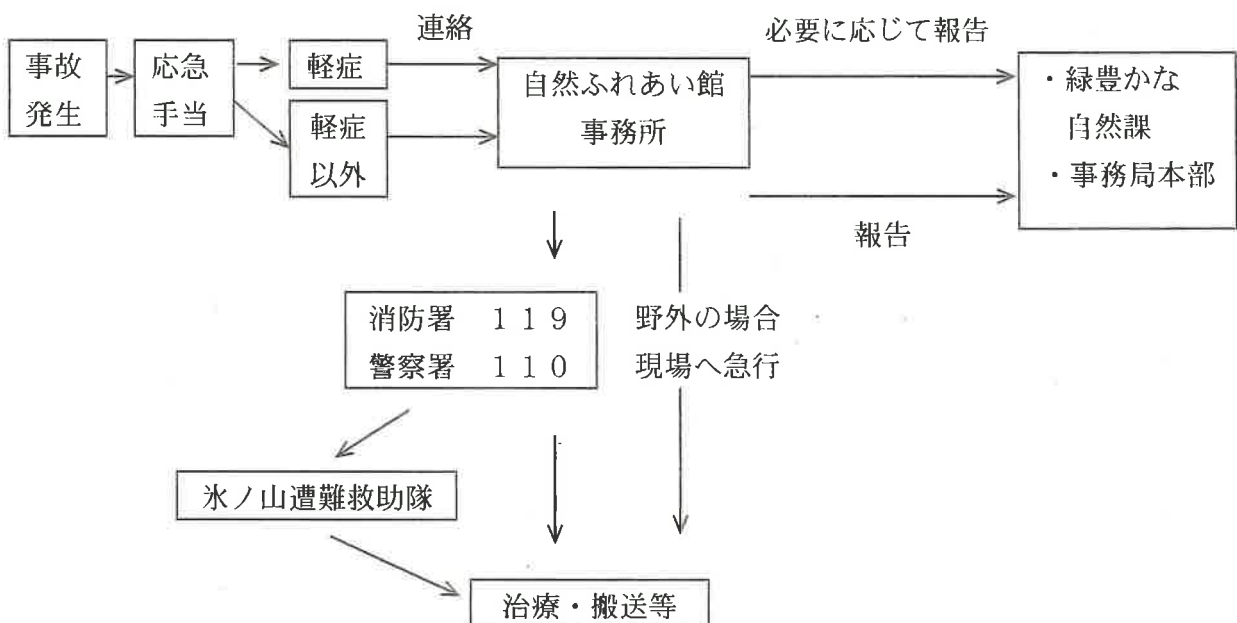 連絡
必要に応じて報告
事故
発生
応急
手当
軽症
軽症
以外
自然ふれあい館
事務所
・緑豊かな
自然課
・事務局本部
報告
消防署 １１９
警察署 １１０
野外の場合
現場へ急行
氷ノ山遭難救助隊
治療・搬送等